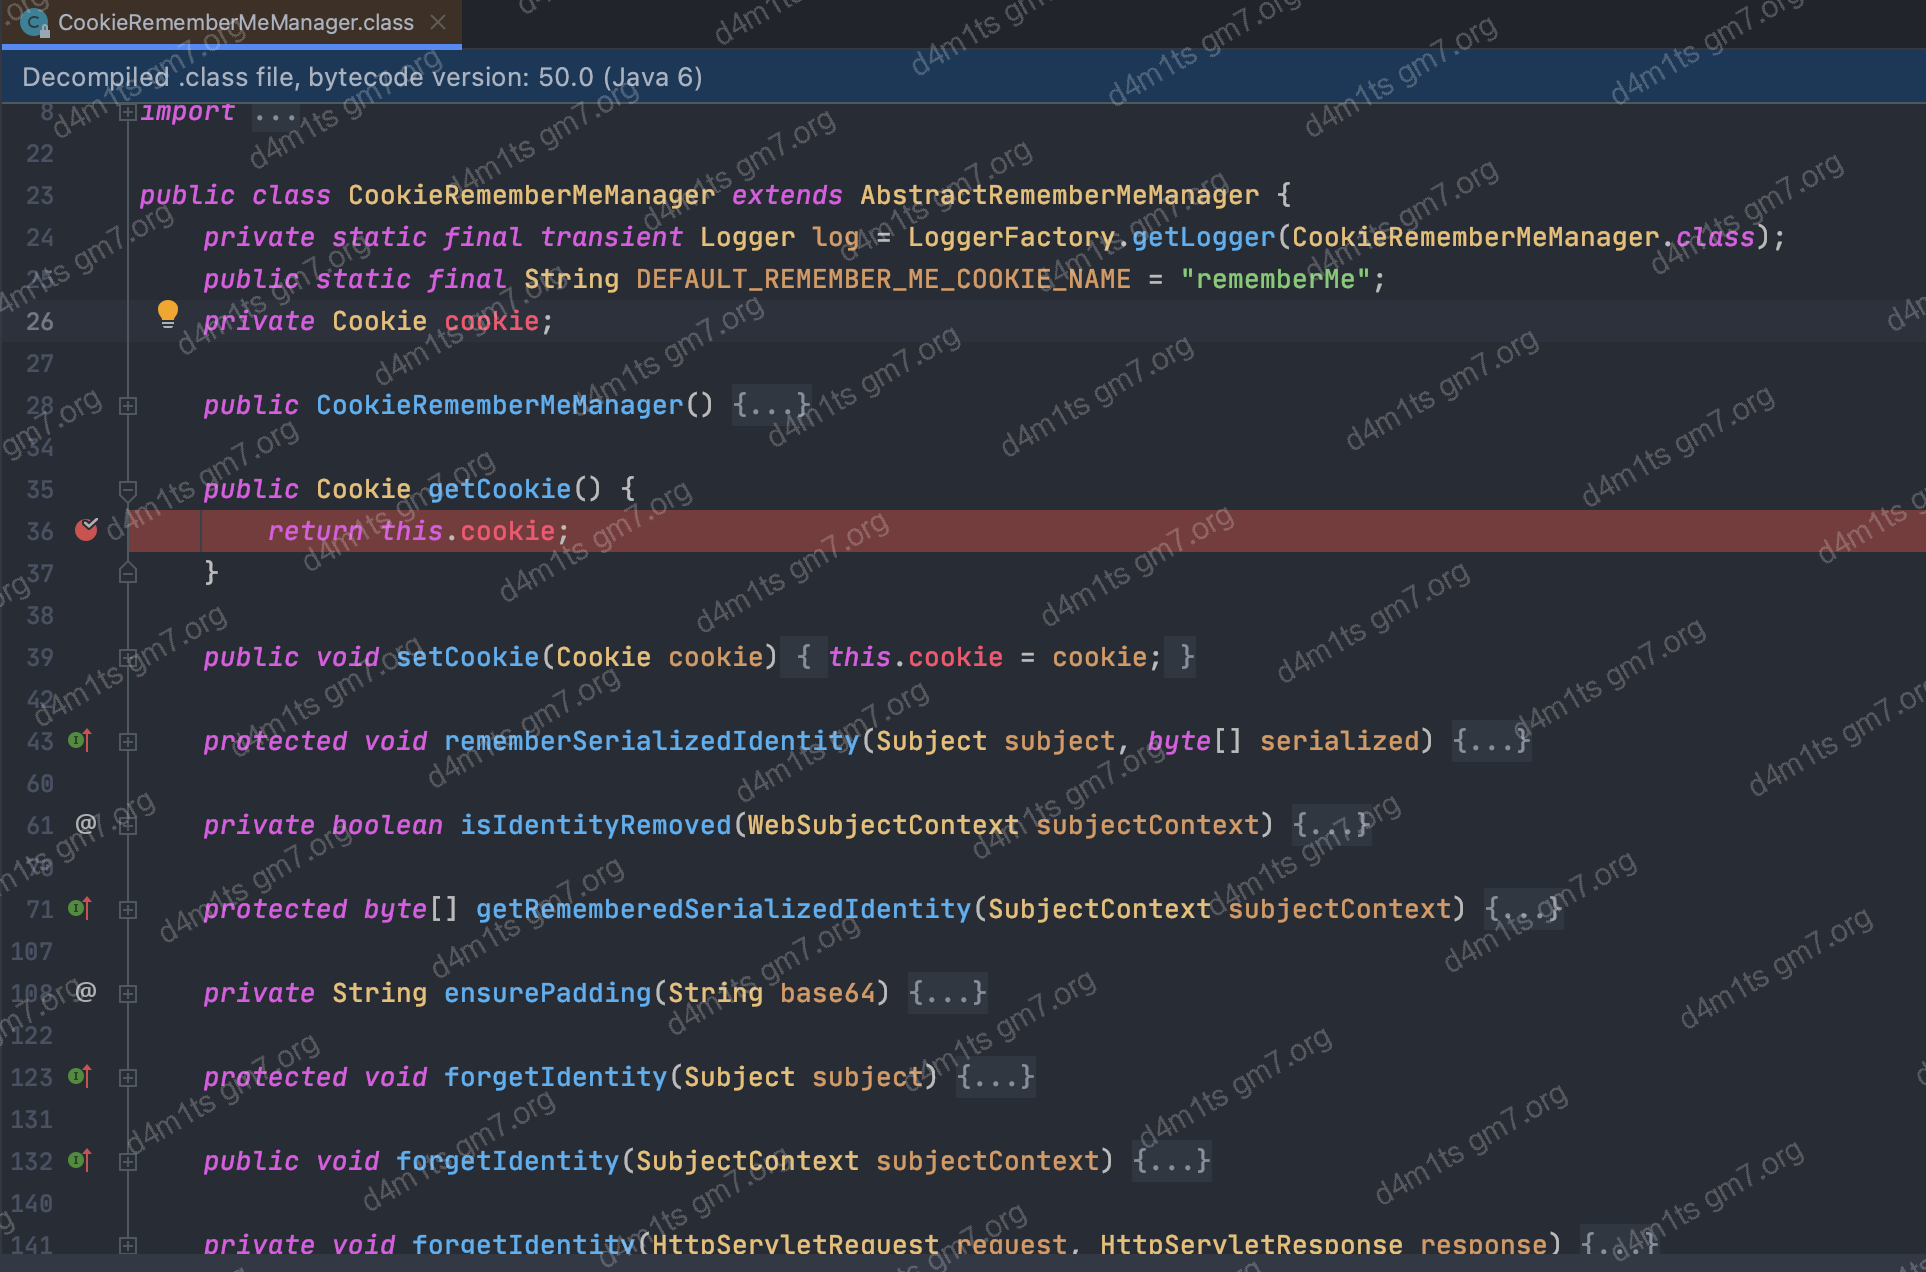 CookieRememberMeManager.class
Decompiled .class file, bytecode version: 50.0 (Java 6)
8 import ...
22
23 public class CookieRememberMeManager extends AbstractRememberMeManager {
24 private static final transient Logger log = LoggerFactory.getLogger(CookieRememberMeManager.class);
25 public static final String DEFAULT_REMEMBER_ME_COOKIE_NAME = "rememberMe";
26 private Cookie cookie;
27
28 public CookieRememberMeManager() {...}
34
35 public Cookie getCookie() {
36 return this.cookie;
37 }
38
39 public void setCookie(Cookie cookie) { this.cookie = cookie; }
42
43 protected void rememberSerializedIdentity(Subject subject, byte[] serialized) {...}
60
61 private boolean isIdentityRemoved(WebSubjectContext subjectContext) {...}
70
71 protected byte[] getRememberedSerializedIdentity(SubjectContext subjectContext) {...}
107
108 private String ensurePadding(String base64) {...}
122
123 protected void forgetIdentity(Subject subject) {...}
131
132 public void forgetIdentity(SubjectContext subjectContext) {...}
140
141 private void forgetIdentity(HttpServletRequest request, HttpServletResponse response) {...}
d4m1ts gm7.org